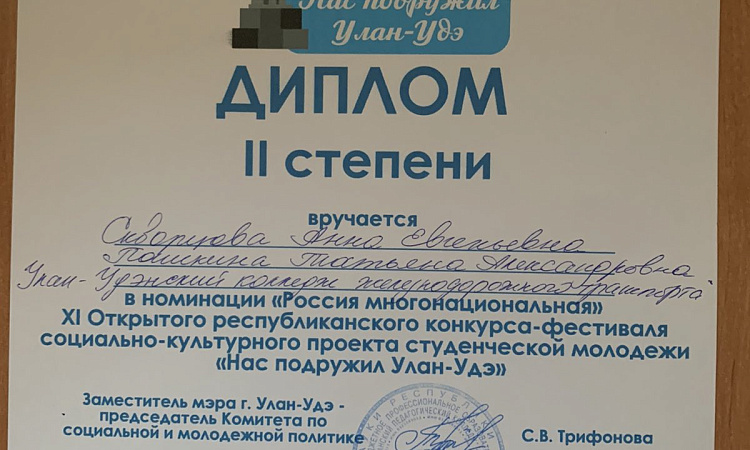 Нас подружил
Улан-Удэ
ДИПЛОМ
II степени
вручается
Скворцова Анна Евгеньевна
Пашкина Татьяна Александровна
Улан-Удэнский колледж железнодорожного транспорта
в номинации «Россия многонациональная»
XI Открытого республиканского конкурса-фестиваля
социально-культурного проекта студенческой молодежи
«Нас подружил Улан-Удэ»
Заместитель мэра г. Улан-Удэ -
председатель Комитета по
социальной и молодежной политике
С.В. Трифонова